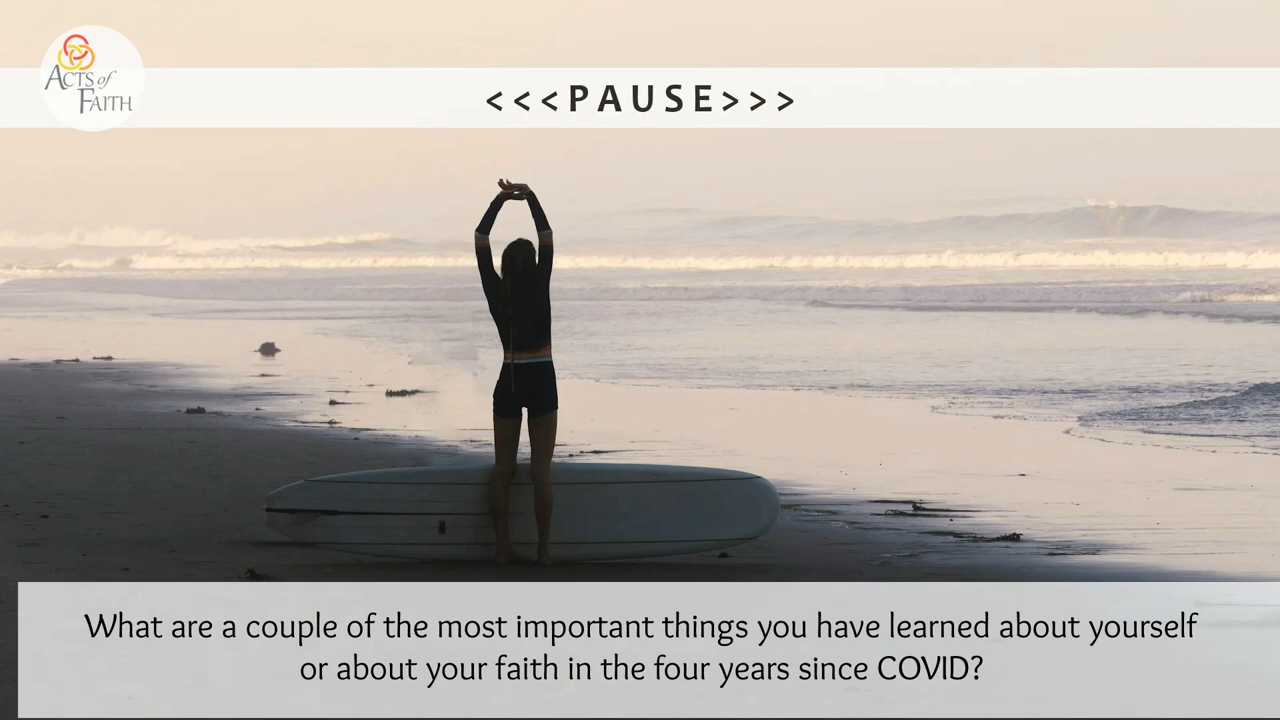 ACTS of
FAITH
<<<PAUSE>>>
What are a couple of the most important things you have learned about yourself
or about your faith in the four years since COVID?